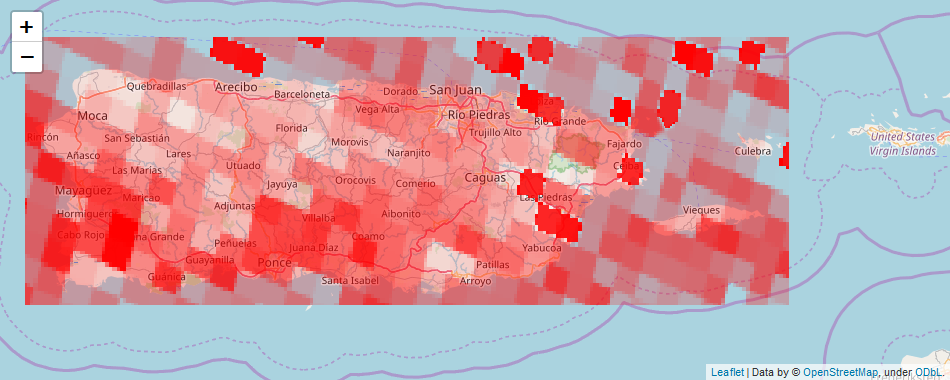 +
−
Quebradillas
Arecibo
Barceloneta
Dorado
San Juan
Moca
Vega Alta
Río Piedras
Río Grande
Rincón
San Sebastián
Florida
Morovis
Trujillo Alto
Fajardo
United States
Virgin Islands
Añasco
Lares
Naranjito
Culebra
Las Marías
Utuado
Ceiba
Mayagüez
Jayuya
Orocovis
Comerio
Caguas
Maricao
Las Piedras
Hormigueros
Adjuntas
Villalba
Aibonito
Vieques
Cabo Rojo
Peñuelas
Juana Díaz
Coamo
Yabucoa
Guayanilla
Ponce
Patillas
Guánica
Santa Isabel
Arroyo
Leaflet | Data by © OpenStreetMap, under ODbL.